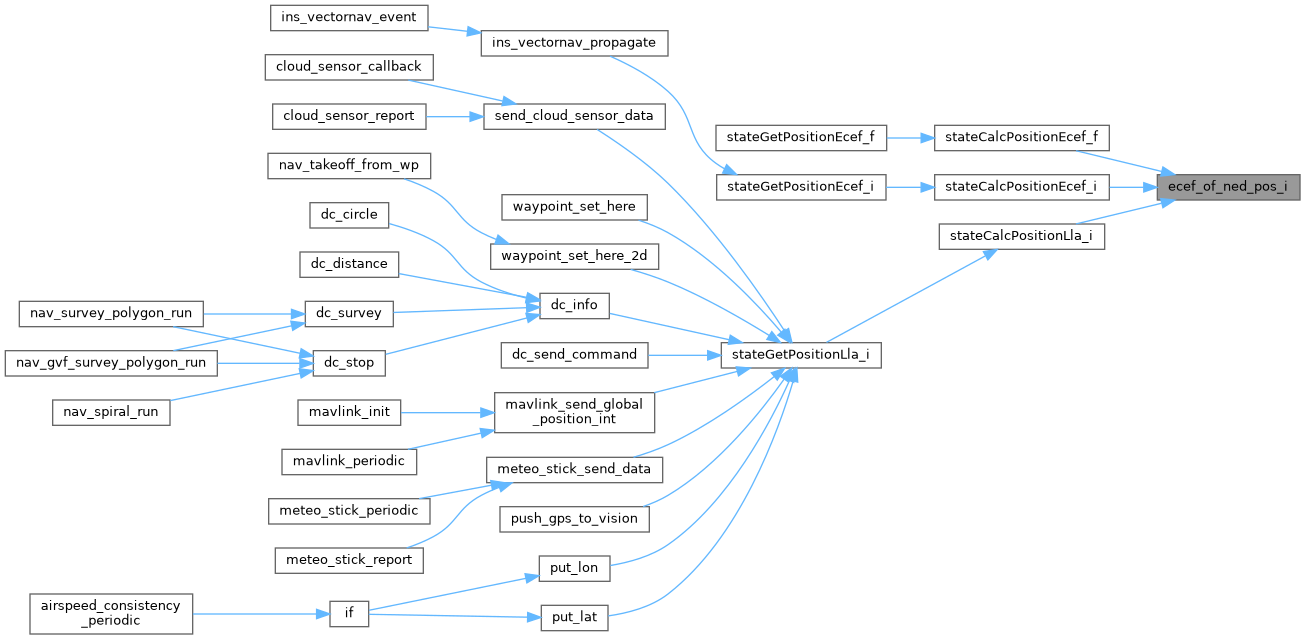 ins_vectornav_event
ins_vectornav_propagate
cloud_sensor_callback
cloud_sensor_report
send_cloud_sensor_data
stateGetPositionEcef_f
stateCalcPositionEcef_f
nav_takeoff_from_wp
stateGetPositionEcef_i
stateCalcPositionEcef_i
ecef_of_ned_pos_i
dc_circle
waypoint_set_here
stateCalcPositionLla_i
dc_distance
waypoint_set_here_2d
nav_survey_polygon_run
dc_survey
dc_info
nav_gvf_survey_polygon_run
dc_stop
dc_send_command
stateGetPositionLla_i
nav_spiral_run
mavlink_init
mavlink_send_global
_position_int
mavlink_periodic
meteo_stick_send_data
meteo_stick_periodic
push_gps_to_vision
meteo_stick_report
put_lon
airspeed_consistency
_periodic
if
put_lat